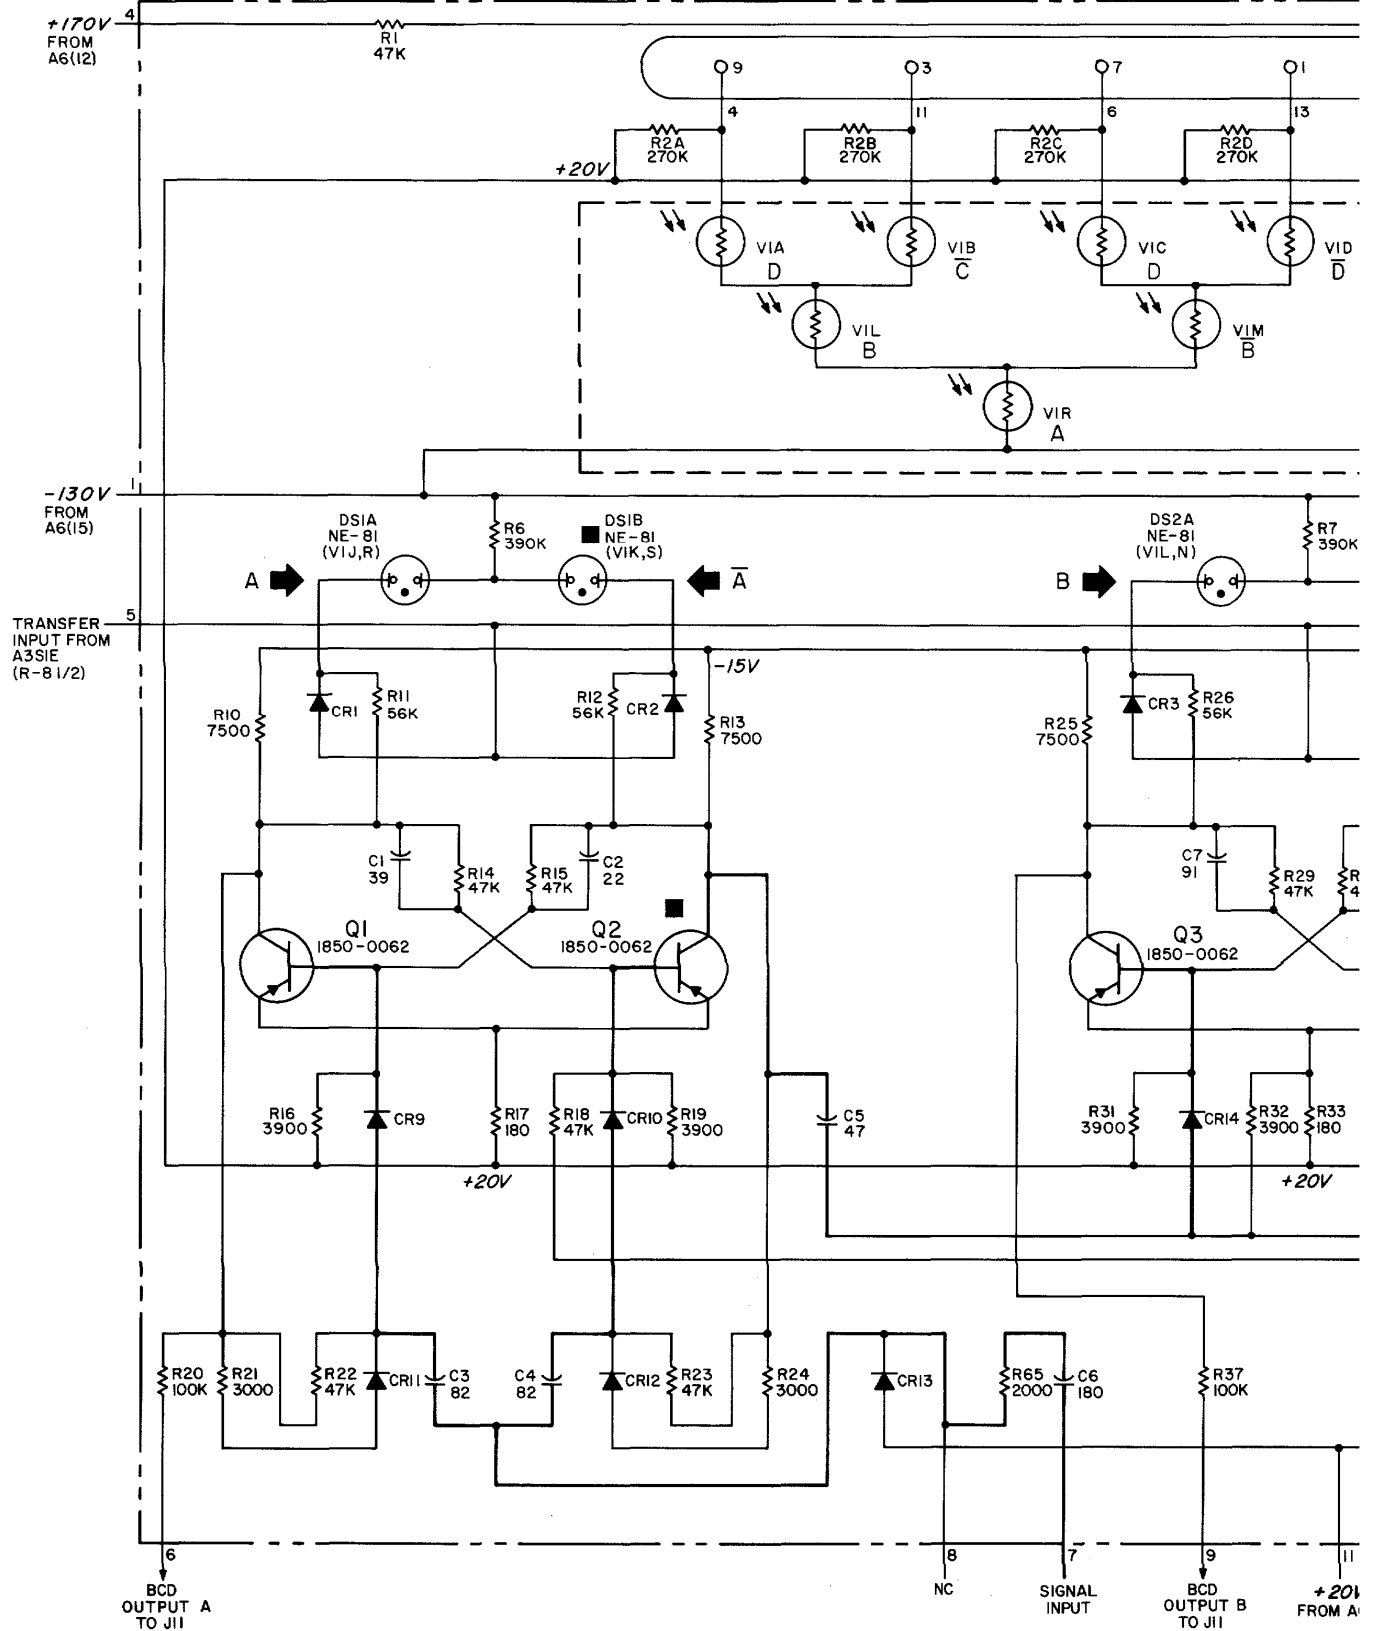 +170V
4
FROM
A6(12)
R1
47K
9
3
7
1
4
11
6
13
R2A
270K
R2B
270K
R2C
270K
R2D
270K
+20V
V1A
D
V1B
C
V1C
D
V1D
D
V1L
B
V1M
B
V1R
A
-130V
1
FROM
A6(15)
DS1A
NE-81
(V1J,R)
R6
390K
DS1B
NE-81
(V1K,S)
DS2A
NE-81
(V1L,N)
R7
390K
A
A
B
TRANSFER
INPUT FROM
A3S1E
(R-8 1/2)
5
-15V
R10
7500
CR1
R11
56K
R12
56K
CR2
R13
7500
R25
7500
CR3
R26
56K
C1
39
R14
47K
R15
47K
C2
22
C7
91
R29
47K
R
4
Q1
1850-0062
Q2
1850-0062
Q3
1850-0062
R16
3900
CR9
R17
180
R18
47K
CR10
R19
3900
C5
47
R31
3900
CR14
R32
3900
R33
180
+20V
+20V
R20
100K
R21
3000
R22
47K
CR11
C3
82
C4
82
CR12
R23
47K
R24
3000
CR13
R65
2000
C6
180
R37
100K
6
8
7
9
11
BCD
OUTPUT A
TO J11
NC
SIGNAL
INPUT
BCD
OUTPUT B
TO J11
+20V
FROM A